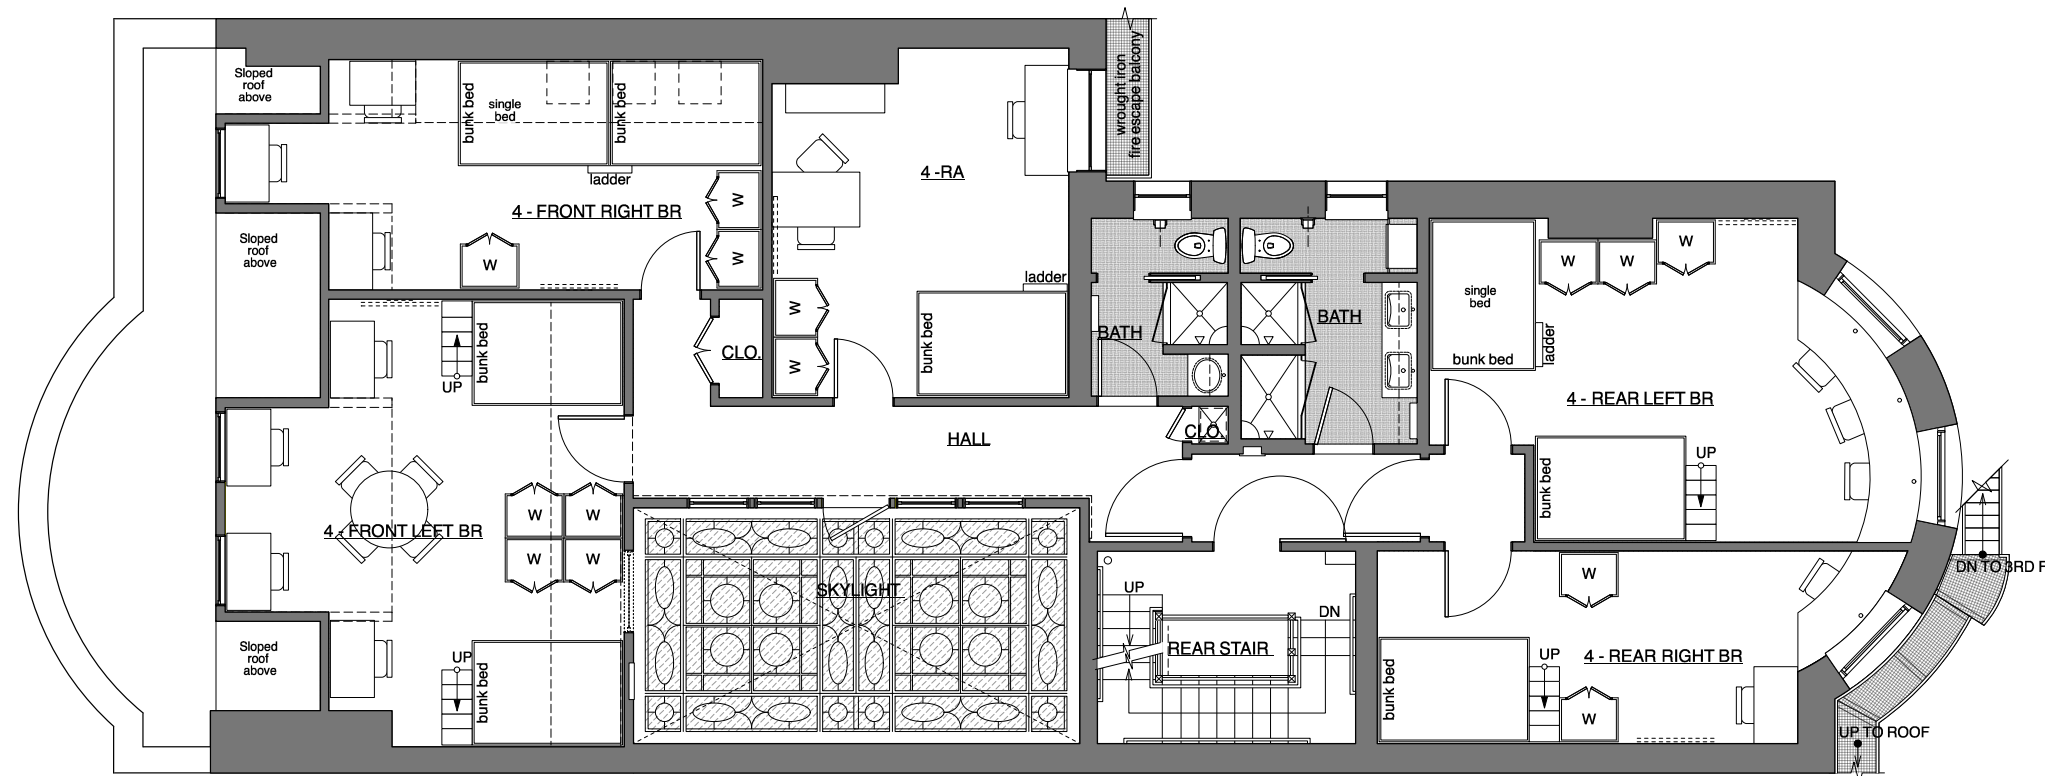 Sloped
roof
above
bunk bed
single
bed
bunk bed
ladder
4 - FRONT RIGHT BR
W
W
W
Sloped
roof
above
4 -RA
W
W
ladder
bunk bed
wrought iron
fire escape balcony
BATH
BATH
CLO.
CLO.
HALL
single
bed
bunk bed
ladder
W
W
W
4 - REAR LEFT BR
bunk bed
UP
UP
bunk bed
4 - FRONT LEFT BR
W
W
W
W
Sloped
roof
above
UP
bunk bed
SKYLIGHT
UP
DN
REAR STAIR
W
4 - REAR RIGHT BR
bunk bed
UP
W
DN TO 3RD F
UP TO ROOF